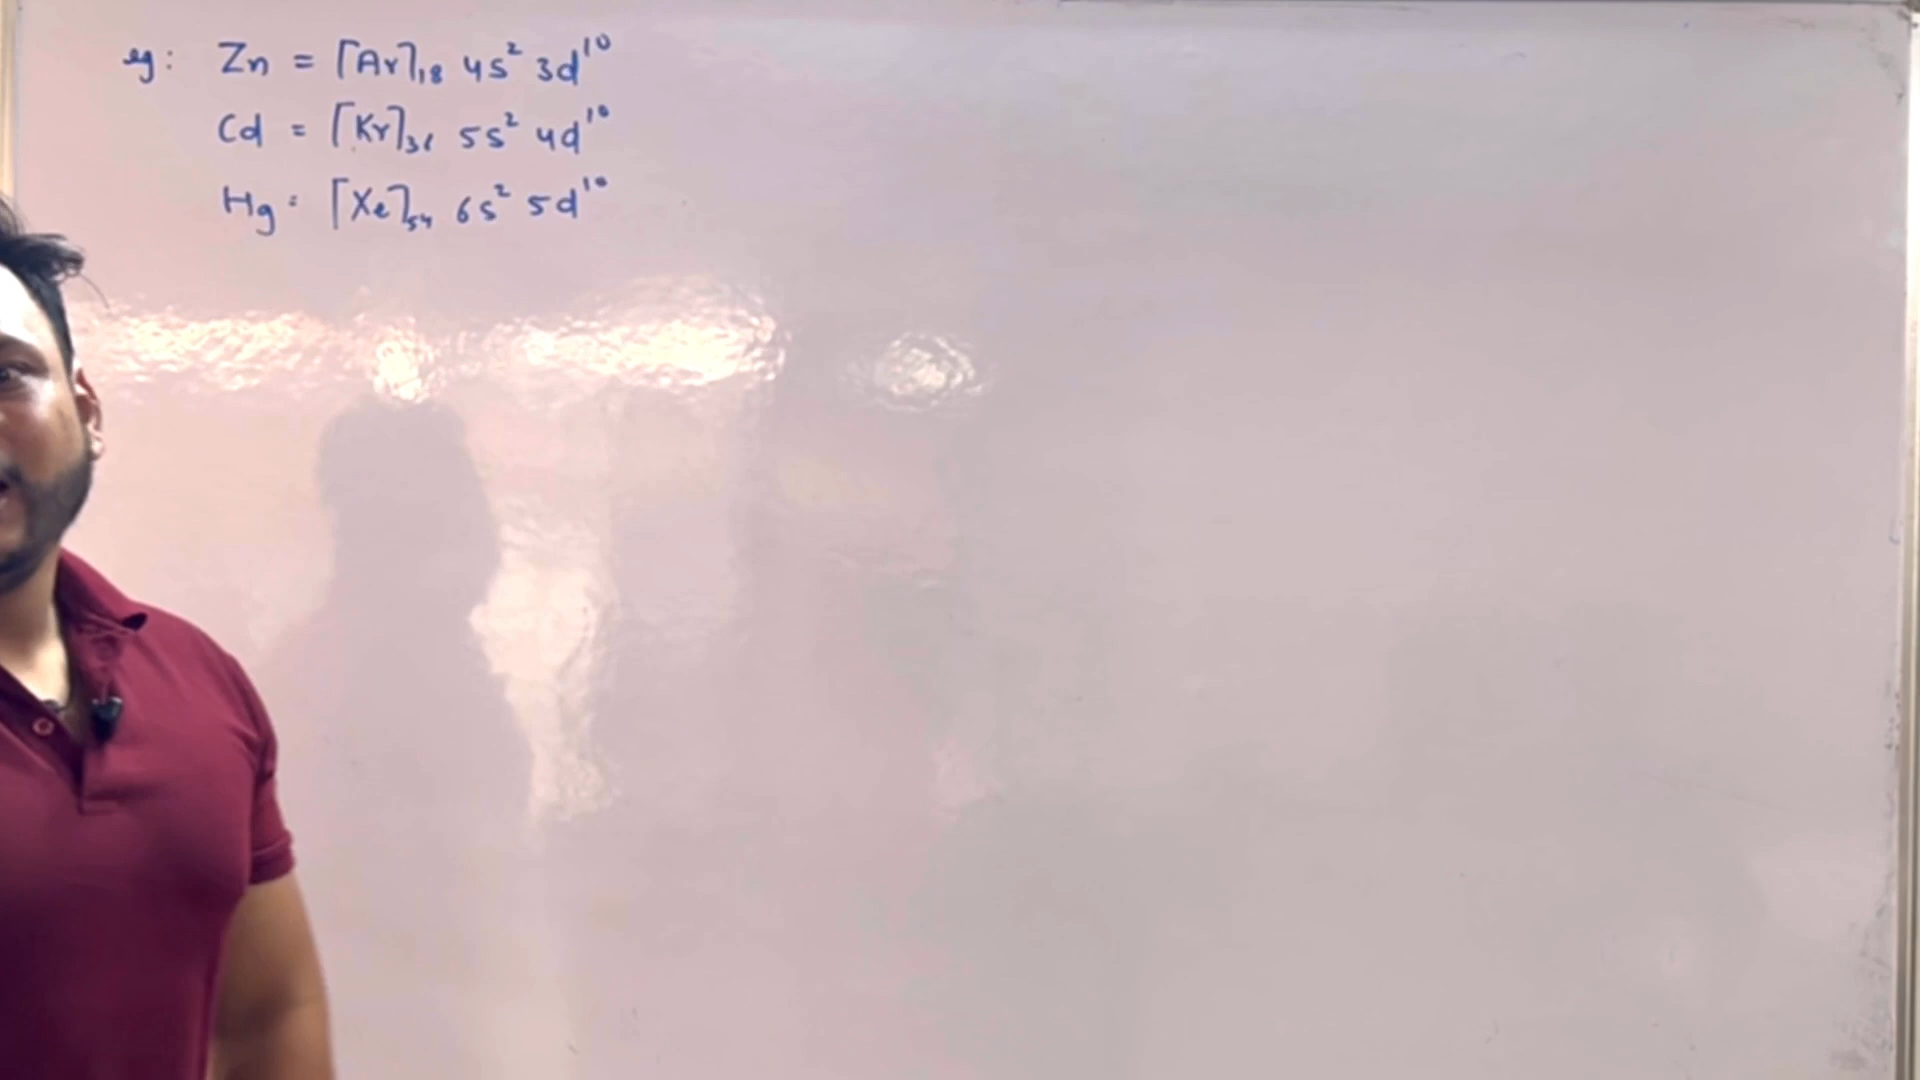 eg: Zn = [Ar]₁₈ 4s² 3d¹⁰
Cd = [Kr]₃₆ 5s² 4d¹⁰
Hg = [Xe]₅₄ 6s² 5d¹⁰